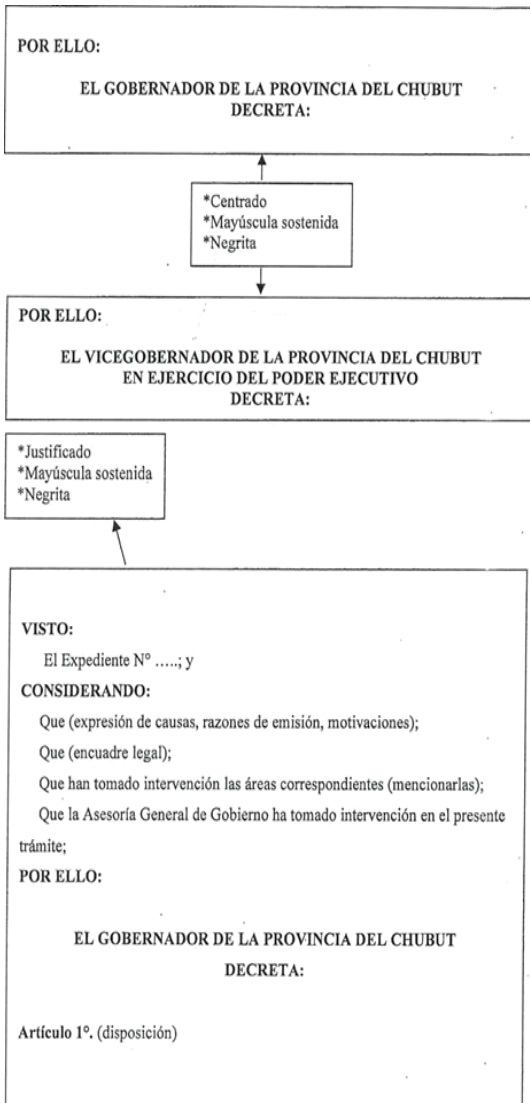 POR ELLO:
EL GOBERNADOR DE LA PROVINCIA DEL CHUBUT
DECRETA:
*Centrado
*Mayúscula sostenida
*Negrita
POR ELLO:
EL VICEGOBERNADOR DE LA PROVINCIA DEL CHUBUT
EN EJERCICIO DEL PODER EJECUTIVO
DECRETA:
*Justificado
*Mayúscula sostenida
*Negrita
VISTO:
El Expediente Nº .....; y
CONSIDERANDO:
Que (expresión de causas, razones de emisión, motivaciones);
Que (encuadre legal);
Que han tomado intervención las áreas correspondientes (mencionarlas);
Que la Asesoría General de Gobierno ha tomado intervención en el presente
trámite;
POR ELLO:
EL GOBERNADOR DE LA PROVINCIA DEL CHUBUT
DECRETA:
Artículo 1º. (disposición)